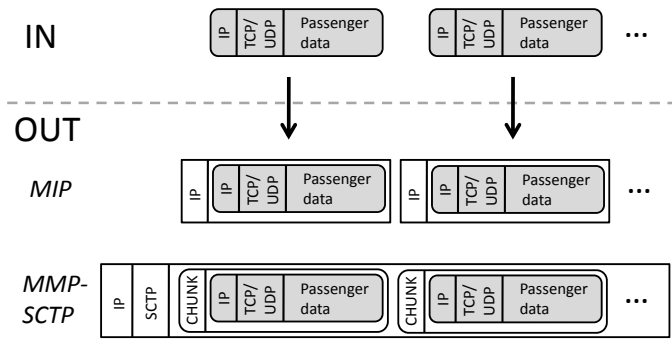 IN
IP TCP/ UDP Passenger data IP TCP/ UDP Passenger data ...
OUT
MIP
IP IP TCP/ UDP Passenger data IP IP TCP/ UDP Passenger data ...
MMP-
SCTP
IP SCTP CHUNK IP TCP/ UDP Passenger data CHUNK IP TCP/ UDP Passenger data ...